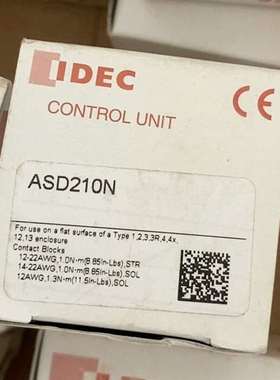 IDEC
CONTROL UNIT
CE
ASD210N
For use on a flat surface of a Type 1,2,3,3R,4,4x,
12,13 enclosure
Contact Blocks
12-22AWG,1.0N·m(8.85in-Lbs),STR
14-22AWG,1.0N·m(8.85in-Lbs),SOL
12AWG,1.3N·m(11.5in-Lbs),SOL